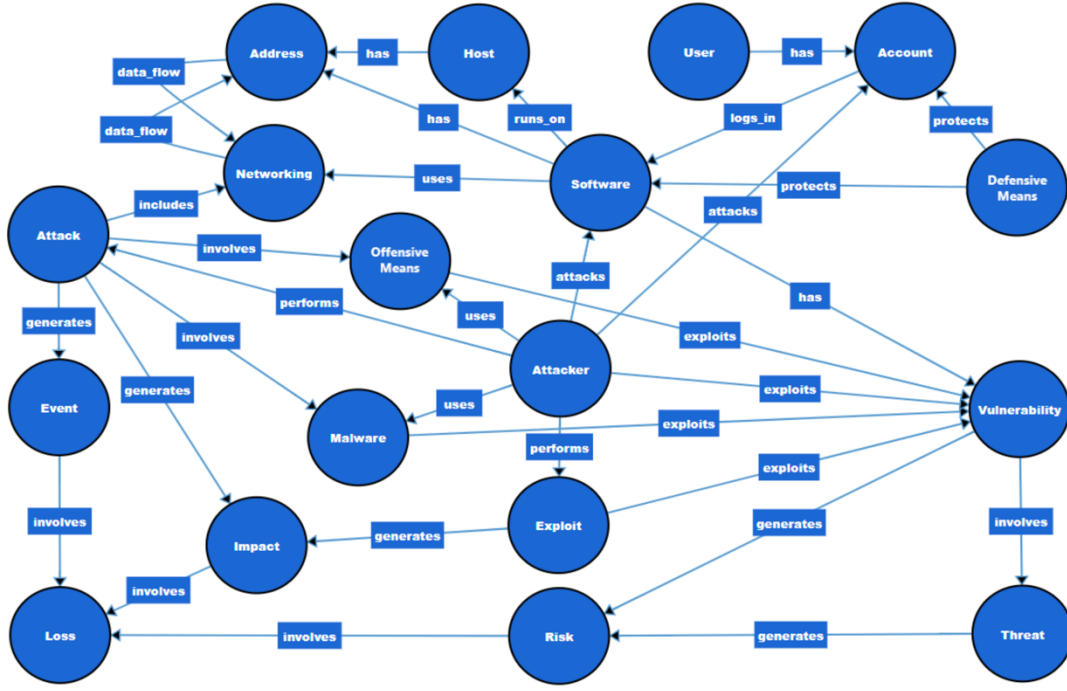 Address
has
Host
User
has
Account
data_flow
data_flow
has
runs_on
logs_in
protects
Networking
uses
Software
protects
Defensive
Means
includes
attacks
Attack
involves
Offensive
Means
attacks
performs
uses
has
generates
involves
exploits
Attacker
generates
exploits
uses
Event
Vulnerability
Malware
exploits
performs
exploits
involves
Impact
generates
Exploit
generates
involves
involves
Loss
involves
Risk
generates
Threat